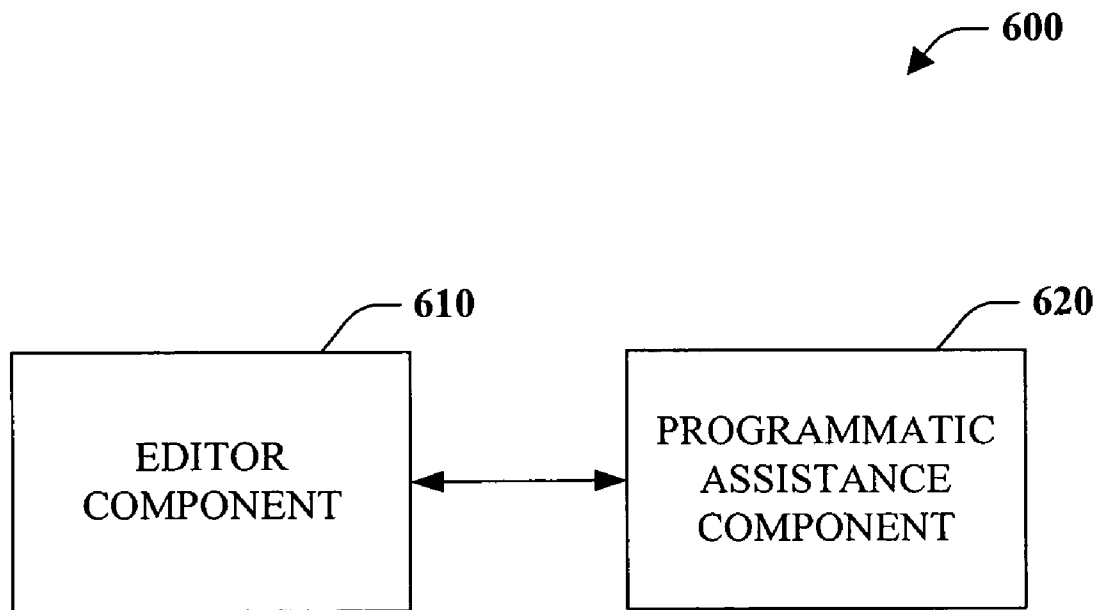 600
610
620
EDITOR
COMPONENT
PROGRAMMATIC
ASSISTANCE
COMPONENT